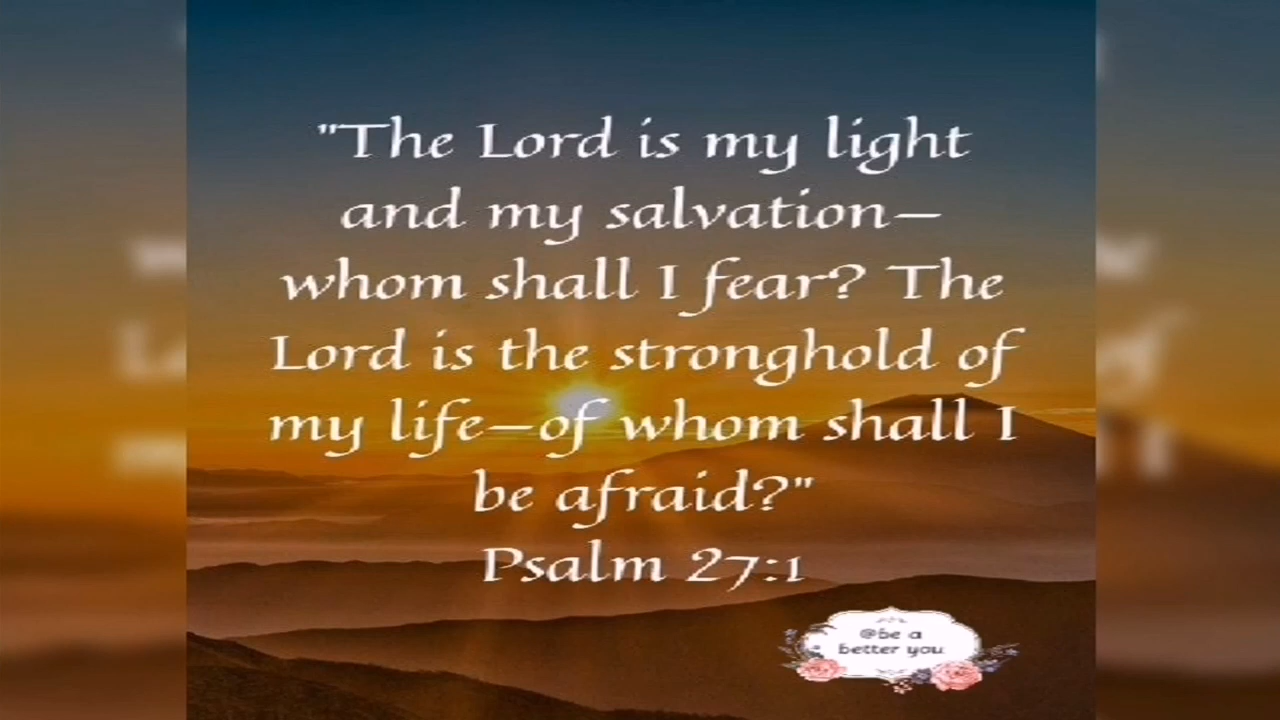 "The Lord is my light
and my salvation—
whom shall I fear? The
Lord is the stronghold of
my life—of whom shall I
be afraid?"
Psalm 27:1
@be a
better you